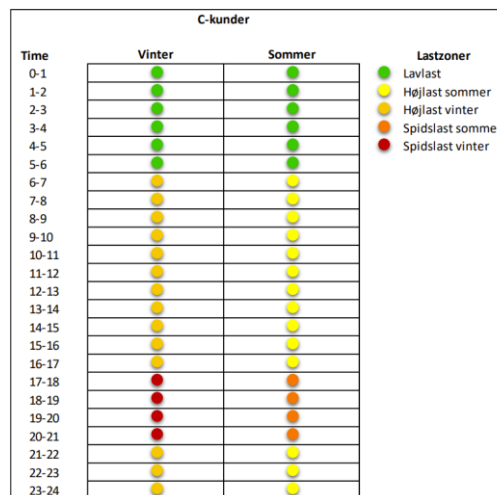 C-kunder
Time Vinter Sommer Lastzoner
0-1 Lavlast
1-2 Højlast sommer
2-3 Højlast vinter
3-4 Spidslast somme
4-5 Spidslast vinter
5-6
6-7
7-8
8-9
9-10
10-11
11-12
12-13
13-14
14-15
15-16
16-17
17-18
18-19
19-20
20-21
21-22
22-23
23-24